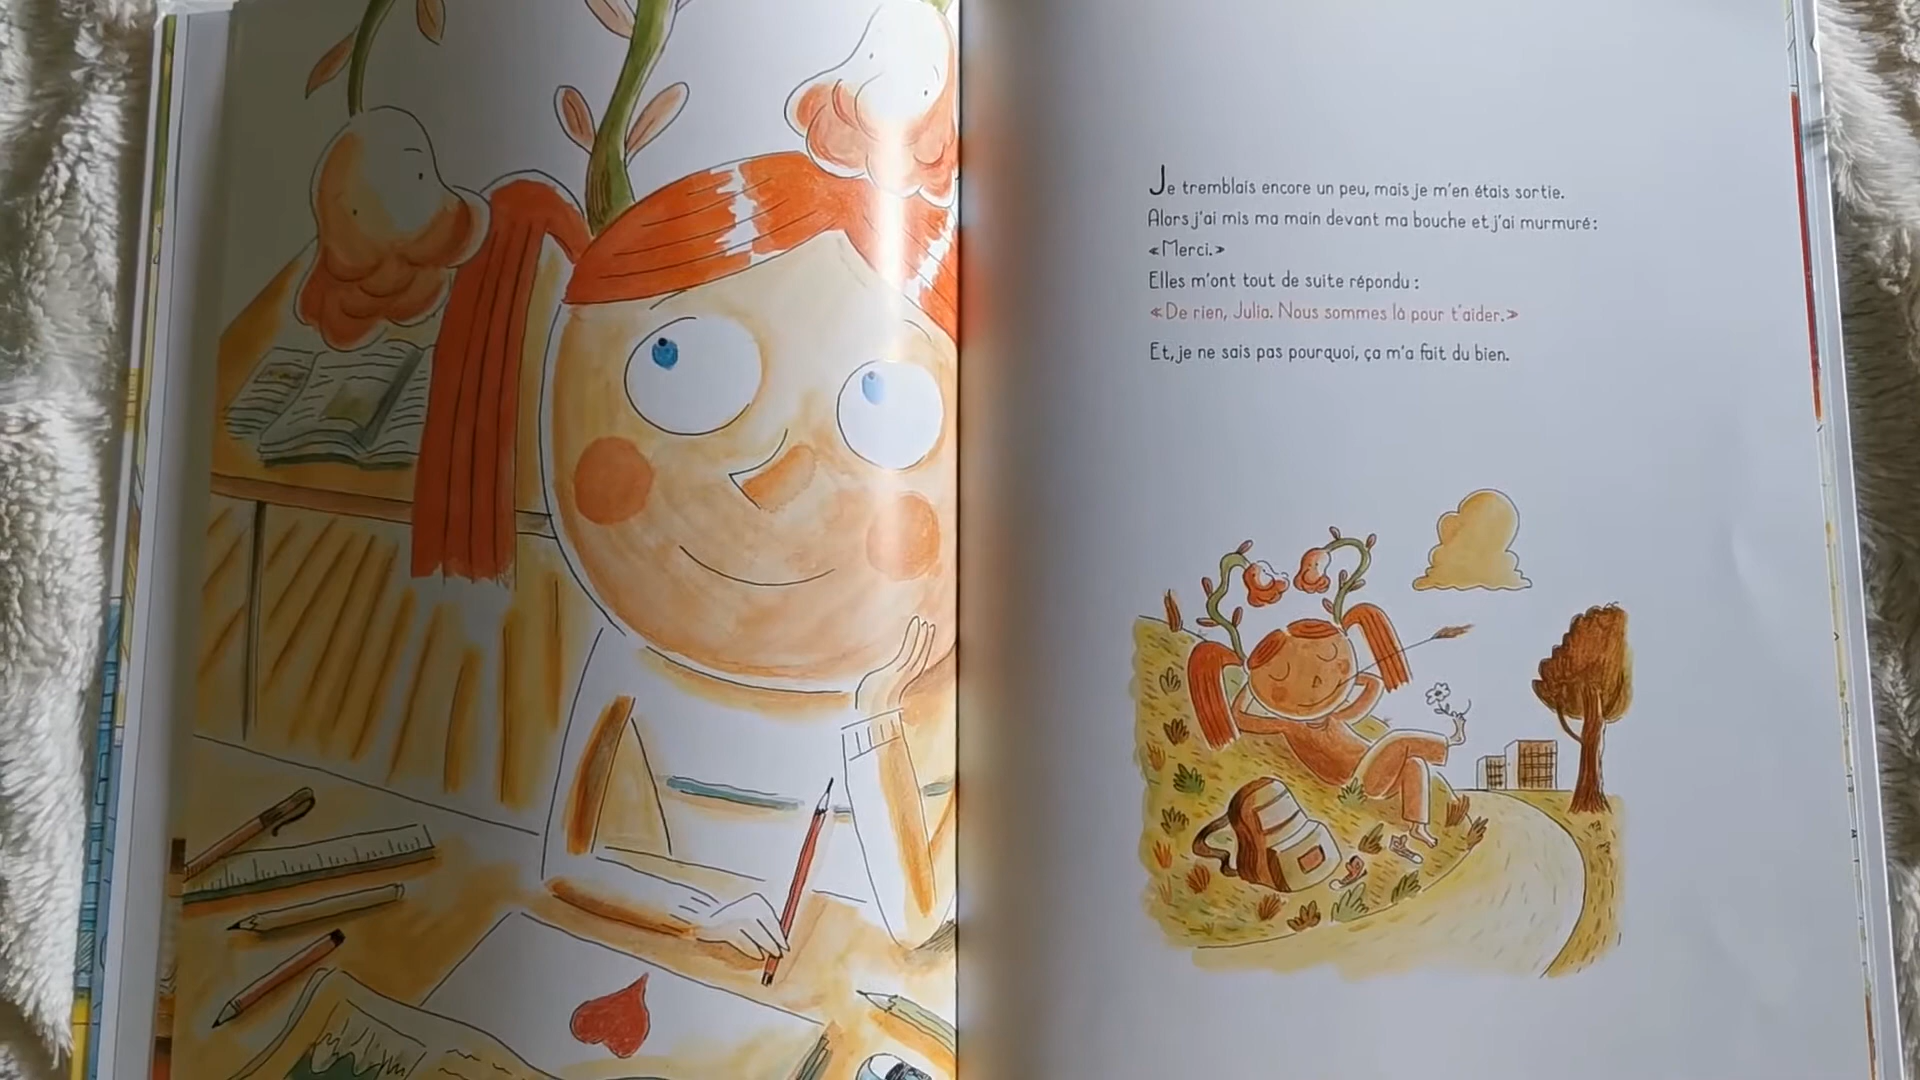 Je tremblais encore un peu, mais je m'en étais sortie.
Alors j'ai mis ma main devant ma bouche et j'ai murmuré :
«Merci.»
Elles m'ont tout de suite répondu :
«De rien, Julia. Nous sommes là pour t'aider.»
Et, je ne sais pas pourquoi, ça m'a fait du bien.